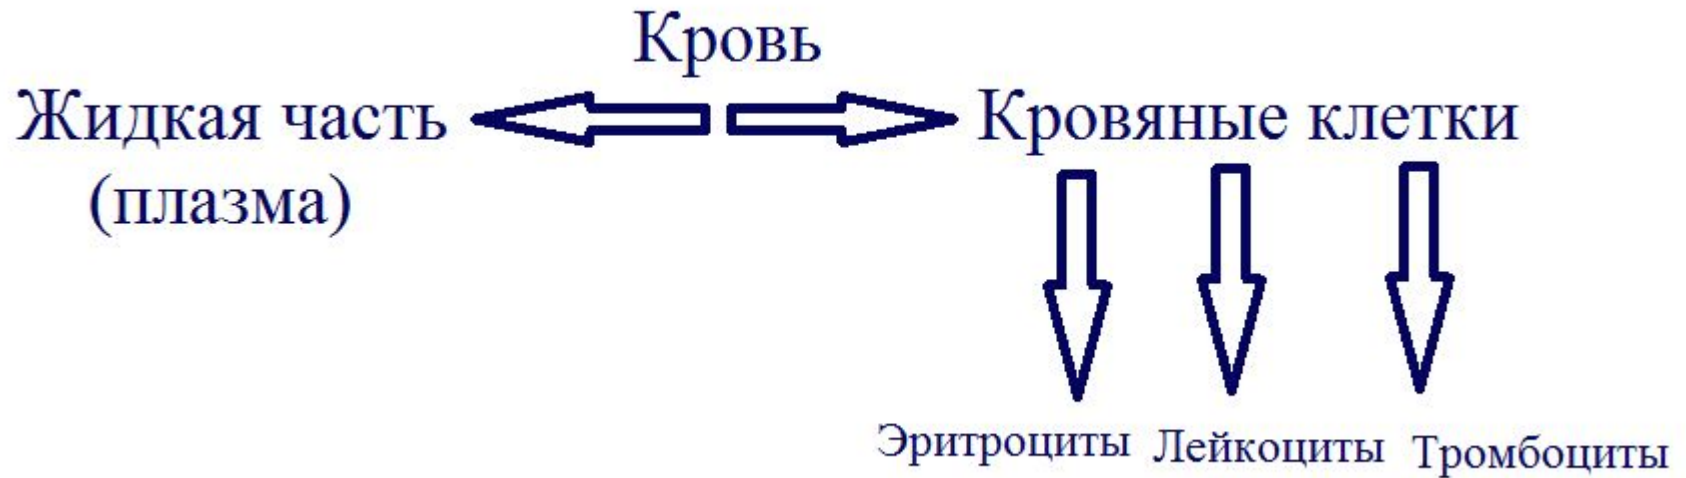 Кровь
Жидкая часть
(плазма)
Кровяные клетки
Эритроциты
Лейкоциты
Тромбоциты